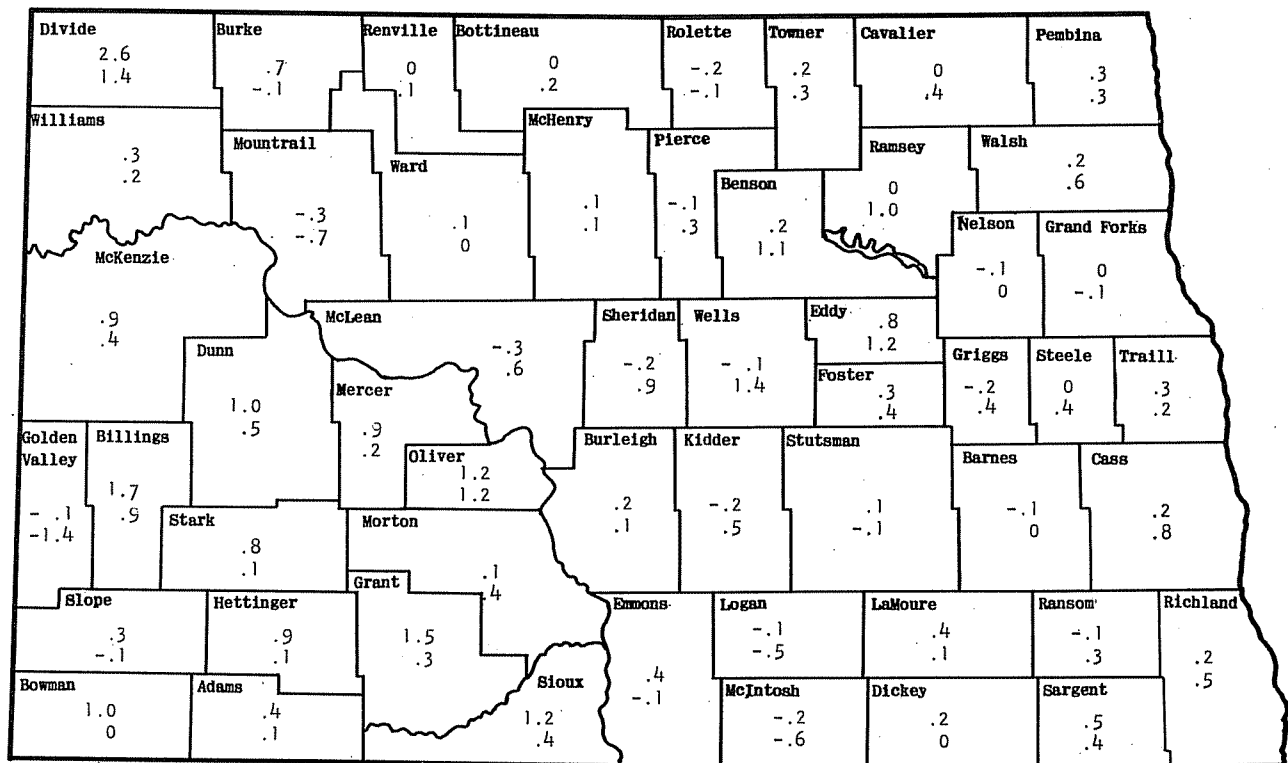 Divide
2.6
1.4
Burke
.7
-.1
Renville
0
.1
Bottineau
0
.2
Rolette
-.2
-.1
Towner
.2
.3
Cavalier
0
.4
Pembina
.3
.3
Williams
.3
.2
Mountrail
-.3
-.7
Ward
.1
0
McHenry
.1
.1
Pierce
-.1
.3
Benson
.2
1.1
Ramsey
0
1.0
Walsh
.2
.6
Nelson
-.1
0
Grand Forks
0
-.1
McKenzie
.9
.4
Dunn
1.0
.5
McLean
-.3
.6
Mercer
.9
.2
Oliver
1.2
1.2
Sheridan
-.2
.9
Wells
-.1
1.4
Eddy
.8
1.2
Foster
.3
.4
Griggs
-.2
.4
Steele
0
.4
Traill
.3
.2
Golden
Valley
-.1
-1.4
Billings
1.7
.9
Stark
.8
.1
Morton
.1
.4
Burleigh
.2
.1
Kidder
-.2
.5
Stutsman
.1
-.1
Barnes
-.1
0
Cass
.2
.8
Slope
.3
-.1
Hettinger
.9
.1
Grant
1.5
.3
Bowman
1.0
0
Adams
.4
.1
Sioux
1.2
.4
Emmons
.4
-.1
Logan
-.1
-.5
LaMoure
.4
.1
Ransom
-.1
.3
Richland
.2
.5
McIntosh
-.2
-.6
Dickey
.2
0
Sargent
.5
.4